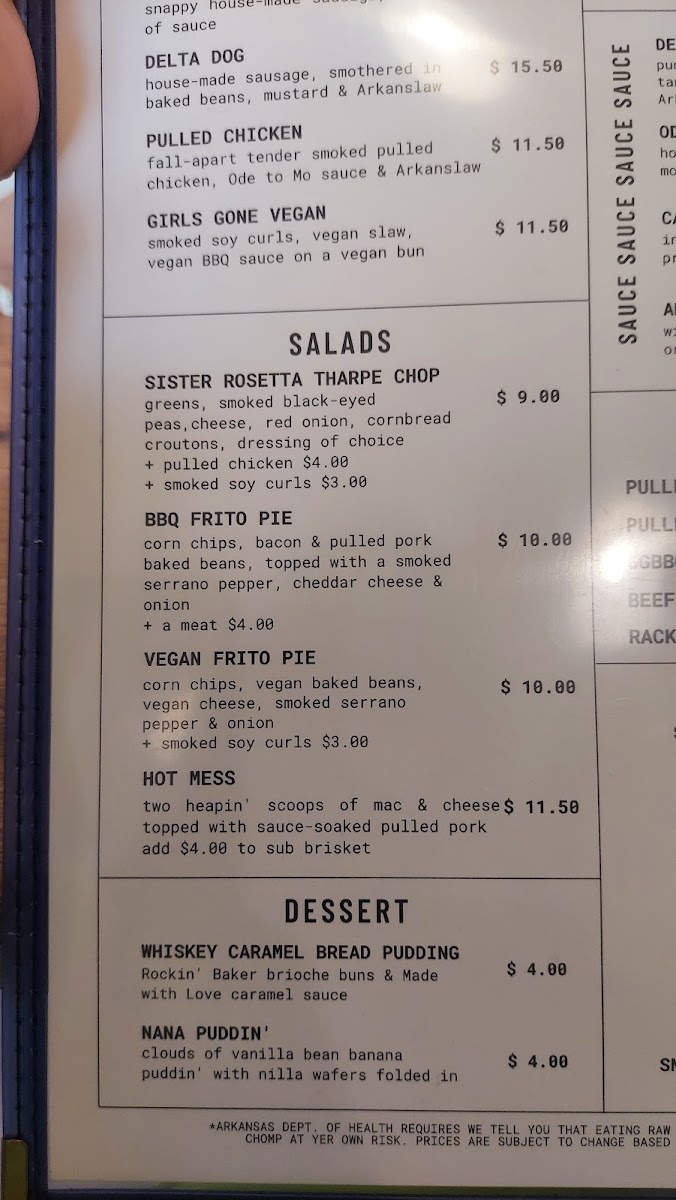 snappy house-made
of sauce
DELTA DOG
house-made sausage, smothered in
baked beans, mustard & Arkanslaw
$ 15.50
PULLED CHICKEN
fall-apart tender smoked pulled
chicken, Ode to Mo sauce & Arkanslaw
$ 11.50
GIRLS GONE VEGAN
smoked soy curls, vegan slaw,
vegan BBQ sauce on a vegan bun
$ 11.50
SALADS
SISTER ROSETTA THARPE CHOP
greens, smoked black-eyed
peas,cheese, red onion, cornbread
croutons, dressing of choice
+ pulled chicken $4.00
+ smoked soy curls $3.00
$ 9.00
BBQ FRITO PIE
corn chips, bacon & pulled pork
baked beans, topped with a smoked
serrano pepper, cheddar cheese &
onion
+ a meat $4.00
$ 10.00
VEGAN FRITO PIE
corn chips, vegan baked beans,
vegan cheese, smoked serrano
pepper & onion
+ smoked soy curls $3.00
$ 10.00
HOT MESS
two heapin' scoops of mac & cheese $ 11.50
topped with sauce-soaked pulled pork
add $4.00 to sub brisket
DESSERT
WHISKEY CARAMEL BREAD PUDDING
Rockin' Baker brioche buns & Made
with Love caramel sauce
$ 4.00
NANA PUDDIN'
clouds of vanilla bean banana
puddin' with nilla wafers folded in
$ 4.00
*ARKANSAS DEPT. OF HEALTH REQUIRES WE TELL YOU THAT EATING RAW
CHOMP AT YER OWN RISK. PRICES ARE SUBJECT TO CHANGE BASED
SAUCE SAUCE SAUCE SAUCE
BEEF
RACK